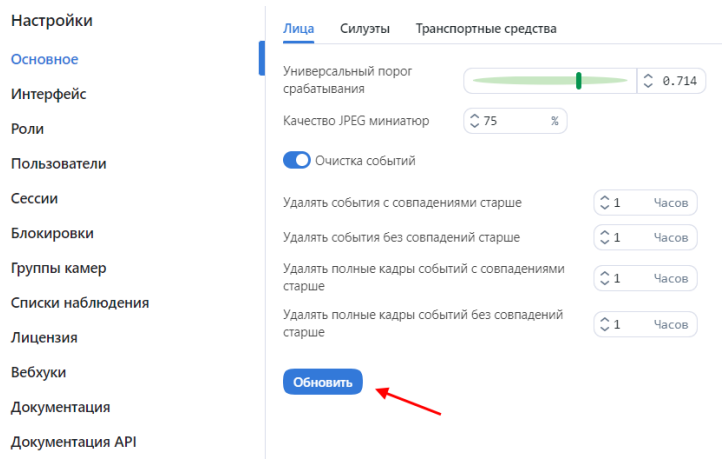 Настройки
Основное
Интерфейс
Роли
Пользователи
Сессии
Блокировки
Группы камер
Списки наблюдения
Лицензия
Вебхуки
Документация
Документация API
Лица Силуэты Транспортные средства
Универсальный порог
срабатывания
0.714
Качество JPEG миниатюр 75 %
Очистка событий
Удалять события с совпадениями старше 1 Часов
Удалять события без совпадений старше 1 Часов
Удалять полные кадры событий с совпадениями
старше
1 Часов
Удалять полные кадры событий без совпадений
старше
1 Часов
Обновить